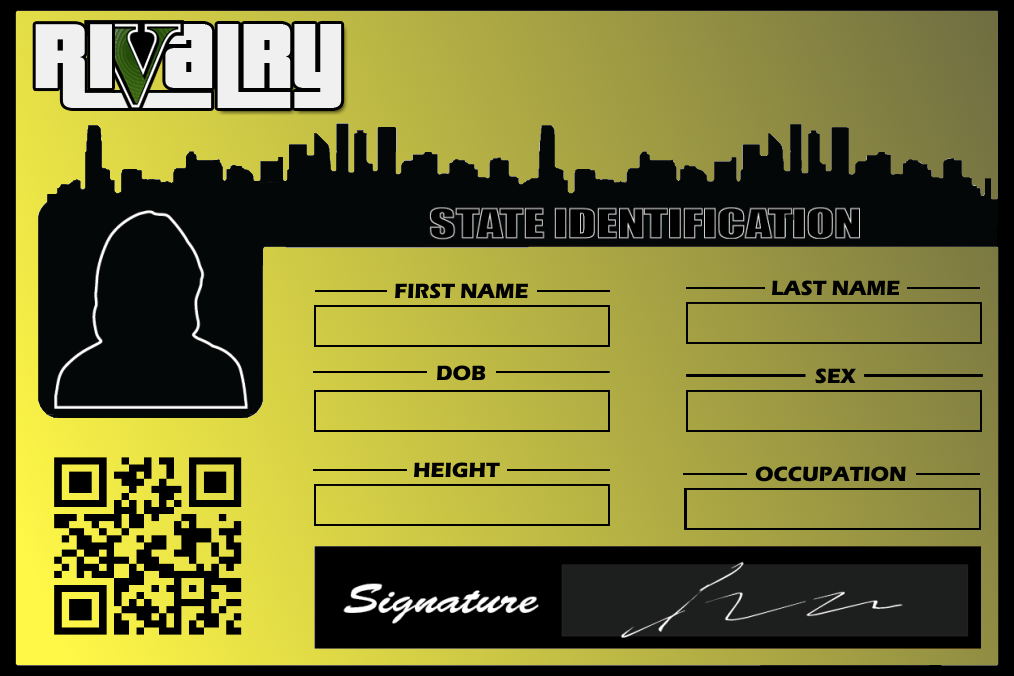 RIVALRY
STATE IDENTIFICATION
FIRST NAME
LAST NAME
DOB
SEX
HEIGHT
OCCUPATION
Signature